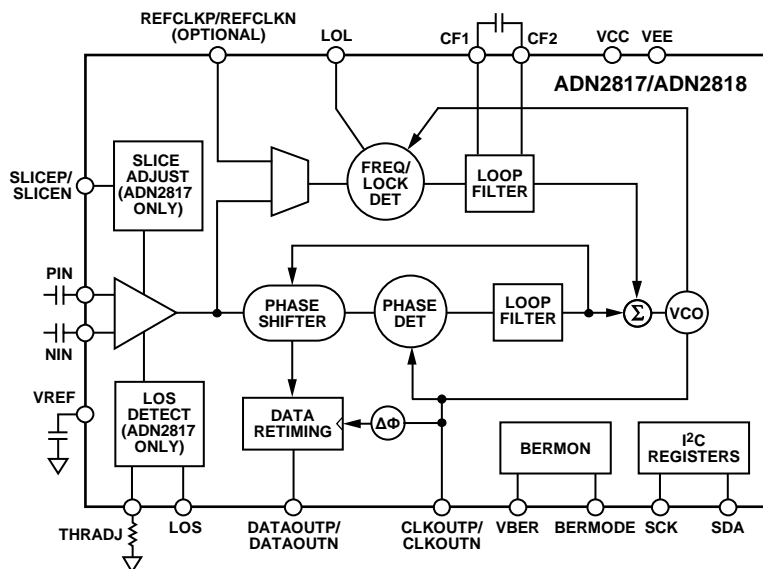 REFCLKP/REFCLKN
(OPTIONAL)
LOL
CF1
CF2
VCC
VEE
ADN2817/ADN2818
SLICEP/
SLICEN
SLICE
ADJUST
(ADN2817
ONLY)
FREQ/
LOCK
DET
LOOP
FILTER
PIN
NIN
PHASE
SHIFTER
PHASE
DET
LOOP
FILTER
Σ
VCO
VREF
LOS
DETECT
(ADN2817
ONLY)
DATA
RETIMING
ΔΦ
BERMON
I²C
REGISTERS
THRADJ
LOS
DATAOUTP/
DATAOUTN
CLKOUTP/
CLKOUTN
VBER
BERMODE
SCK
SDA